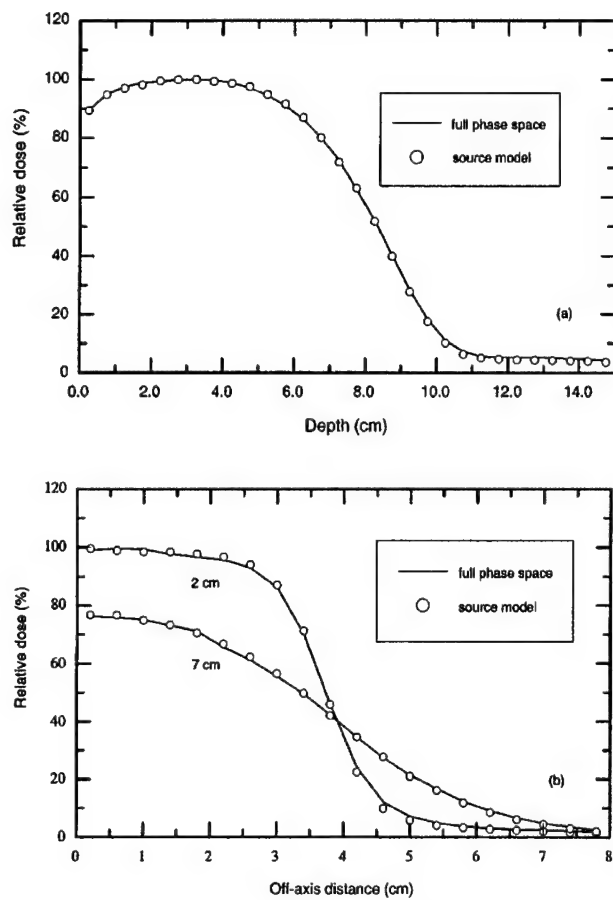 120
100
80
60
40
20
0
Relative dose (%)
full phase space
source model
(a)
0.0 2.0 4.0 6.0 8.0 10.0 12.0 14.0
Depth (cm)
120
100
80
60
40
20
0
Relative dose (%)
2 cm
7 cm
full phase space
source model
(b)
0 1 2 3 4 5 6 7 8
Off-axis distance (cm)